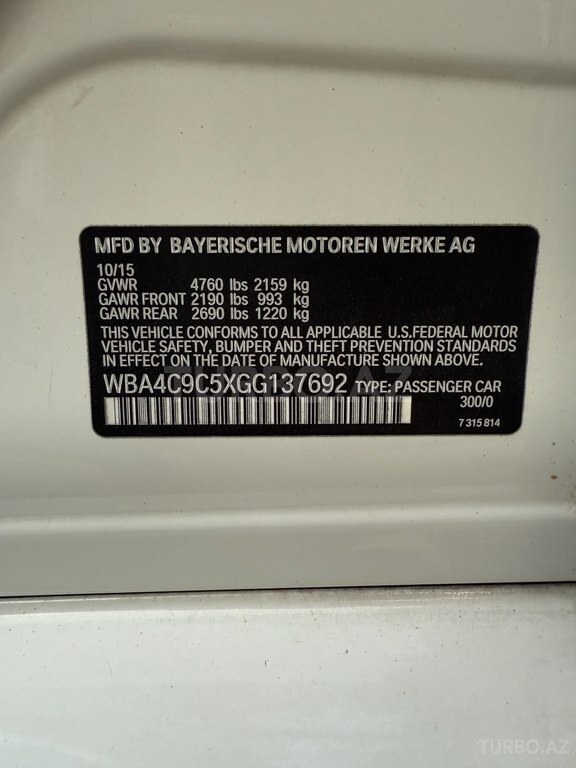 MFD BY BAYERISCHE MOTOREN WERKE AG
10/15
GVWR 4760 lbs 2159 kg
GAWR FRONT 2190 lbs 993 kg
GAWR REAR 2690 lbs 1220 kg
THIS VEHICLE CONFORMS TO ALL APPLICABLE U.S.FEDERAL MOTOR
VEHICLE SAFETY, BUMPER AND THEFT PREVENTION STANDARDS
IN EFFECT ON THE DATE OF MANUFACTURE SHOWN ABOVE.
WBA4C9C5XGG137692 TYPE: PASSENGER CAR
300/0
7 315 814
TURBO.AZ
TURBO.AZ